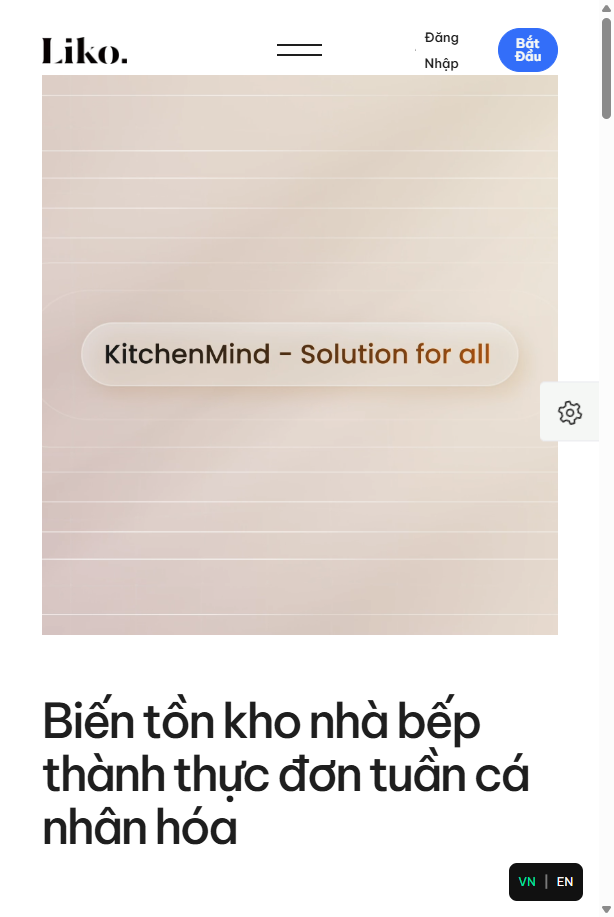 Liko.
Đăng
Nhập
Bắt
Đầu
KitchenMind - Solution for all
Biến tồn kho nhà bếp
thành thực đơn tuần cá
nhân hóa
VN | EN